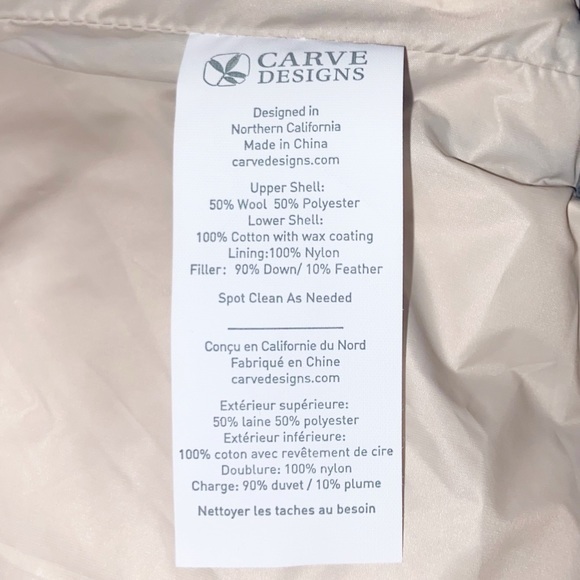 CARVE
DESIGNS
Designed in
Northern California
Made in China
carvedesigns.com
Upper Shell:
50% Wool 50% Polyester
Lower Shell:
100% Cotton with wax coating
Lining:100% Nylon
Filler: 90% Down/ 10% Feather
Spot Clean As Needed
Conçu en Californie du Nord
Fabriqué en Chine
carvedesigns.com
Extérieur supérieure:
50% laine 50% polyester
Extérieur inférieure:
100% coton avec revêtement de cire
Doublure: 100% nylon
Charge: 90% duvet / 10% plume
Nettoyer les taches au besoin